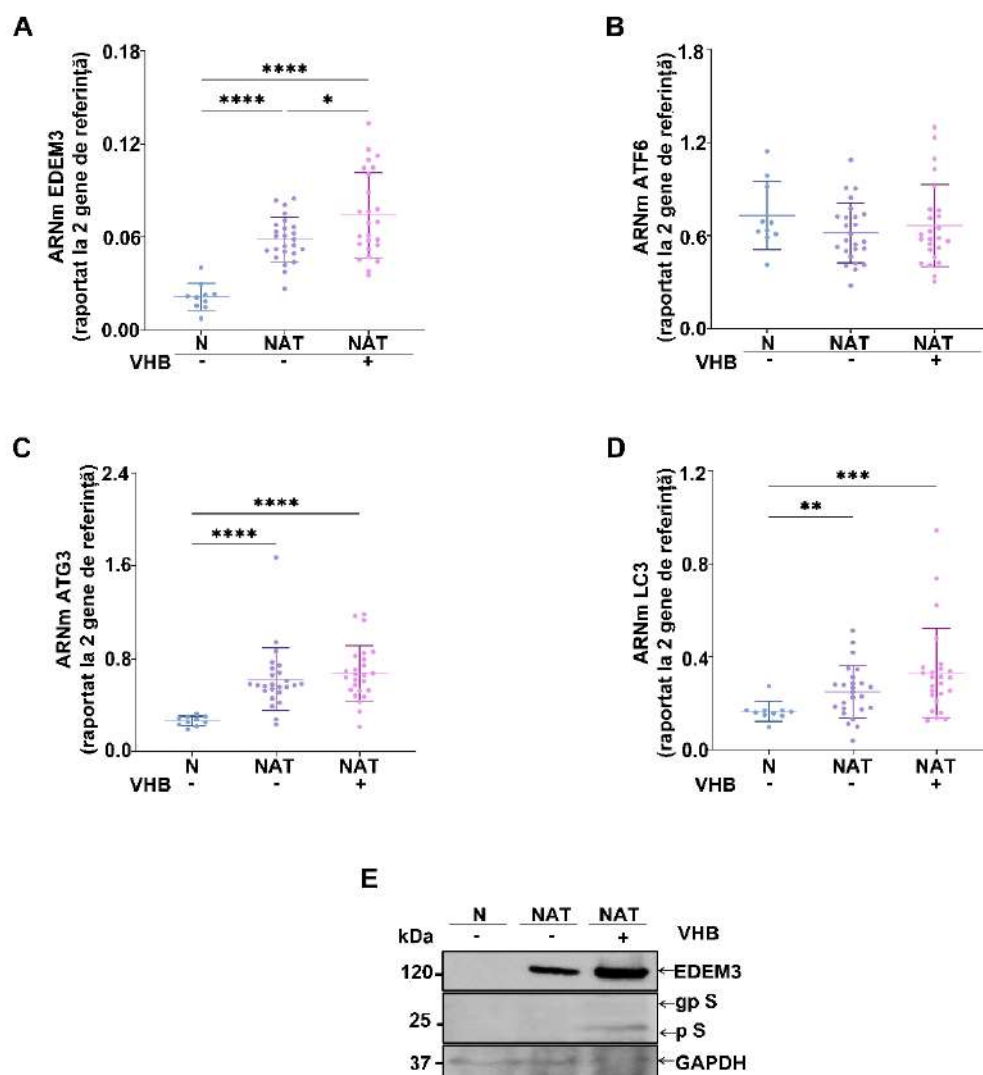 A
ARNm EDEM3
(raportat la 2 gene de referință)
0.18
0.12
0.06
0.00
****
****
*
N
NAT
NAT
VHB
-
-
+
B
ARNm ATF6
(raportat la 2 gene de referință)
1.8
1.2
0.6
0.0
N
NAT
NAT
VHB
-
-
+
C
ARNm ATG3
(raportat la 2 gene de referință)
2.4
1.6
0.8
0.0
****
****
N
NAT
NAT
VHB
-
-
+
D
ARNm LC3
(raportat la 2 gene de referință)
1.2
0.8
0.4
0.0
***
**
N
NAT
NAT
VHB
-
-
+
E
N
NAT
NAT
kDa
-
-
+
VHB
120
←EDEM3
←gp S
25
←p S
37
←GAPDH